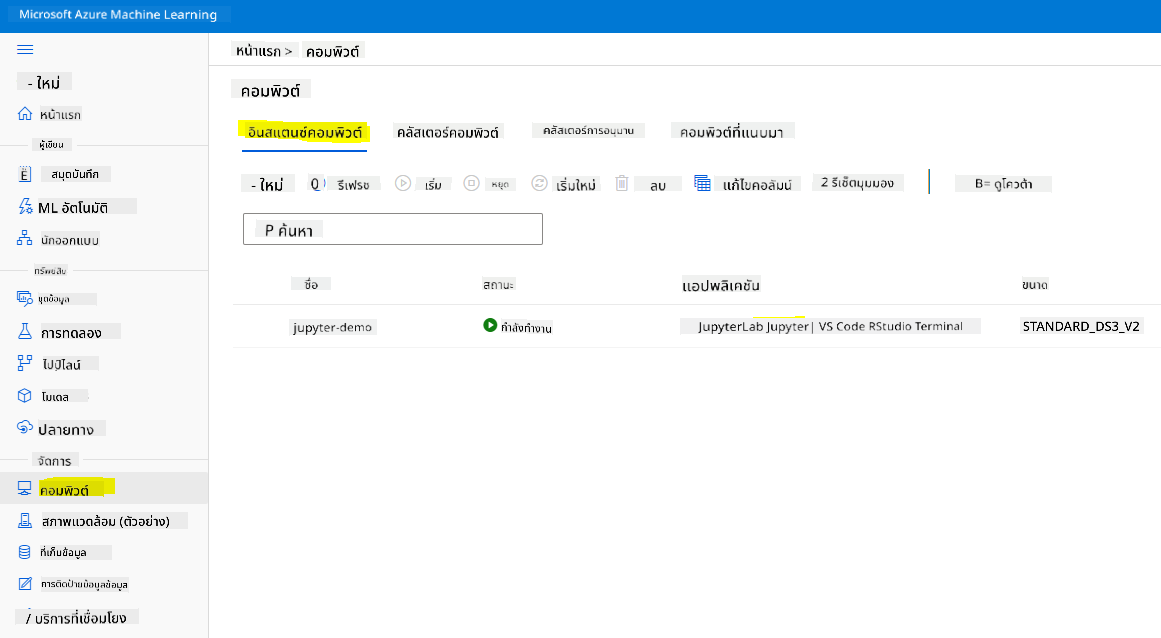 Microsoft Azure Machine Learning
หน้าแรก > คอมพิวต์
- ใหม่
หน้าแรก
ผู้เขียน
สมุดบันทึก
ML อัตโนมัติ
นักออกแบบ
ทรัพย์สิน
ชุดข้อมูล
การทดลอง
ไปป์ไลน์
โมเดล
ปลายทาง
จัดการ
คอมพิวต์
สภาพแวดล้อม (ตัวอย่าง)
ที่เก็บข้อมูล
การติดป้ายข้อมูลข้อมูล
/ บริการที่เชื่อมโยง
คอมพิวต์
อินสแตนซ์คอมพิวต์ คลัสเตอร์คอมพิวต์ คลัสเตอร์การอนุมาน คอมพิวต์ที่แนบมา
- ใหม่ รีเฟรช เริ่ม หยุด เริ่มใหม่ ลบ แก้ไขคอลัมน์ 2 รีเซ็ตมุมมอง B= ดูโควต้า
P ค้นหา
ชื่อ สถานะ แอปพลิเคชัน ขนาด
jupyter-demo กำลังทำงาน JupyterLab Jupyter| VS Code RStudio Terminal STANDARD_DS3_V2